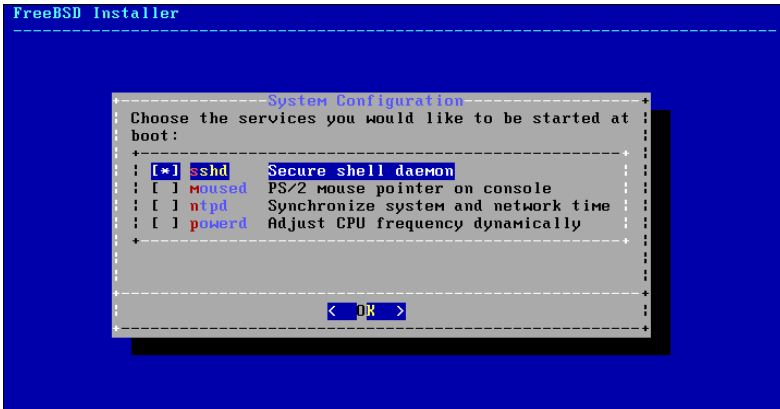 FreeBSD Installer
System Configuration
Choose the services you would like to be started at
boot:
[*] sshd Secure shell daemon
[ ] moused PS/2 mouse pointer on console
[ ] ntpd Synchronize system and network time
[ ] powerd Adjust CPU frequency dynamically
< OK >